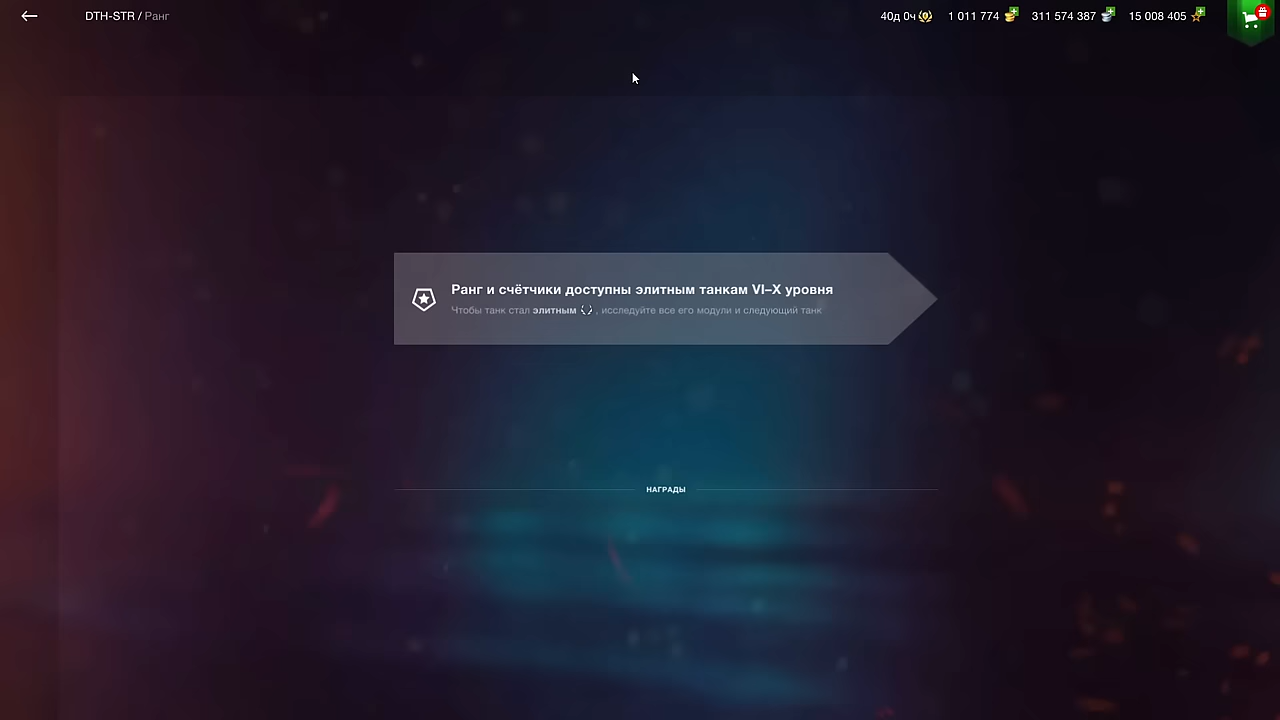 DTH-STR / Ранг
40д 0ч 1 011 774 311 574 387 15 008 405
Ранг и счётчики доступны элитным танкам VI–X уровня
Чтобы танк стал элитным , исследуйте все его модули и следующий танк
НАГРАДЫ